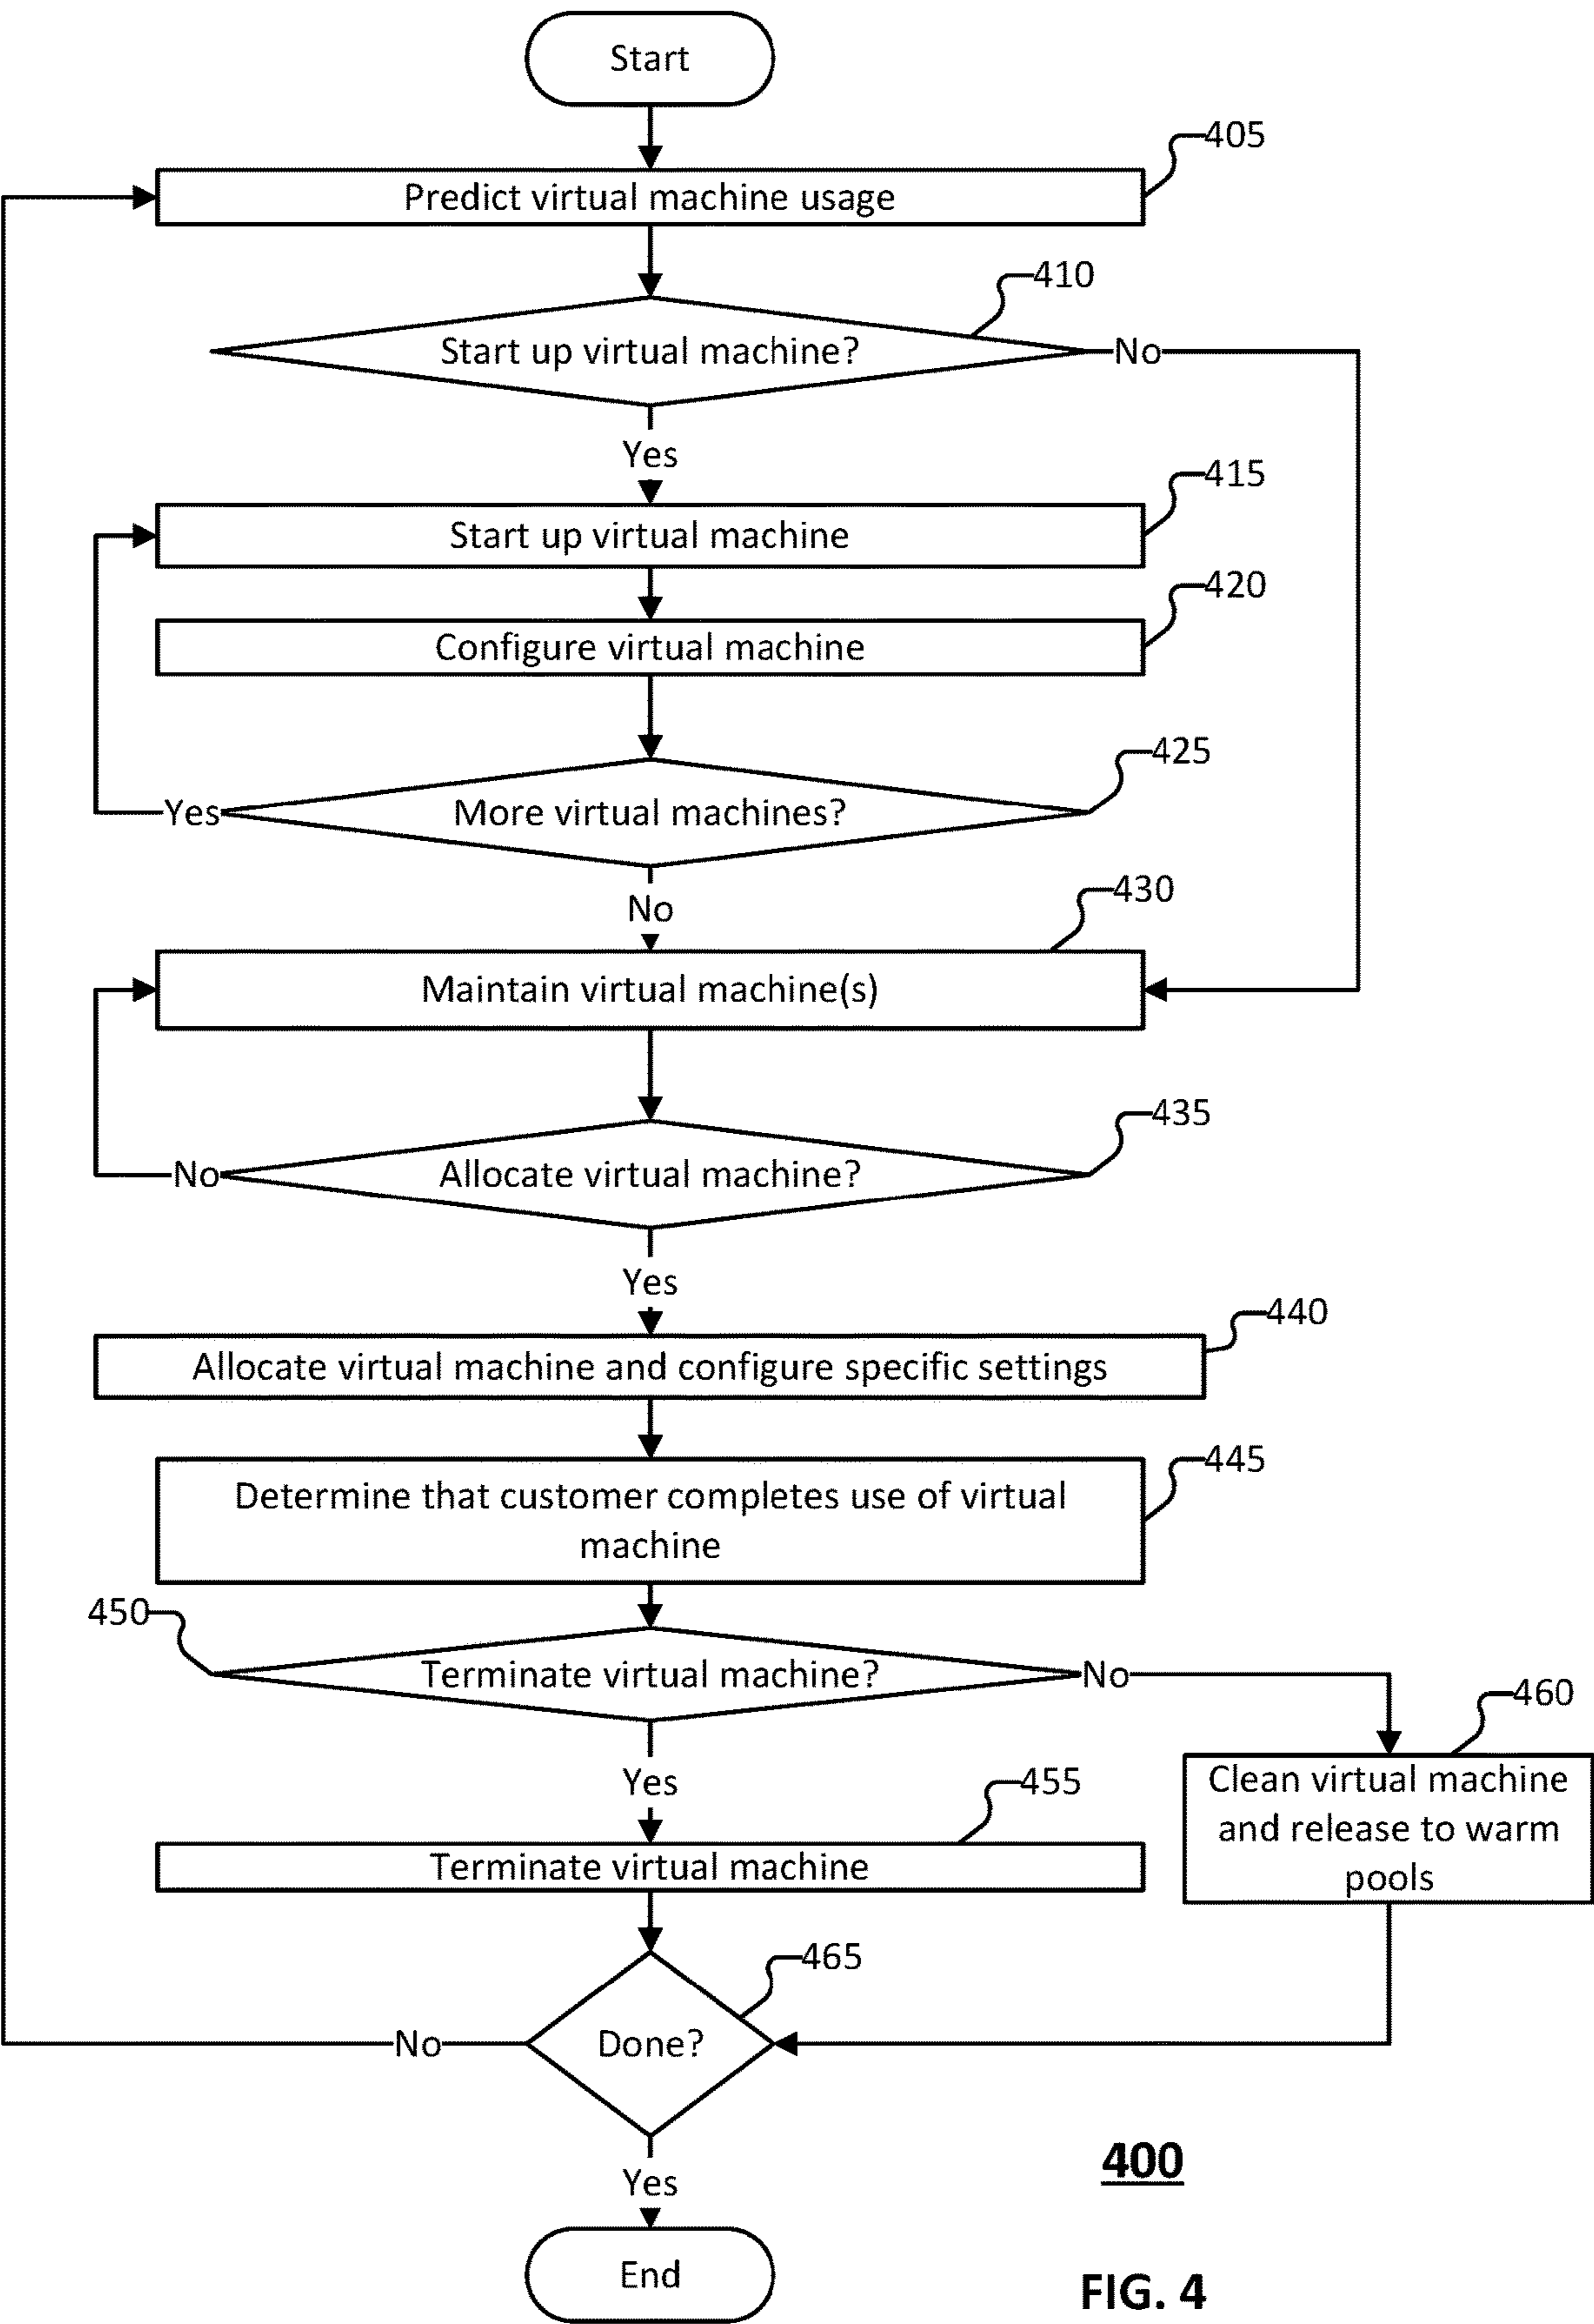 Start
405
Predict virtual machine usage
410
Start up virtual machine?
No
Yes
415
Start up virtual machine
420
Configure virtual machine
425
More virtual machines?
Yes
No
430
Maintain virtual machine(s)
435
Allocate virtual machine?
No
Yes
440
Allocate virtual machine and configure specific settings
445
Determine that customer completes use of virtual
machine
450
Terminate virtual machine?
No
460
Clean virtual machine
and release to warm
pools
Yes
455
Terminate virtual machine
465
Done?
No
Yes
End
400
FIG. 4